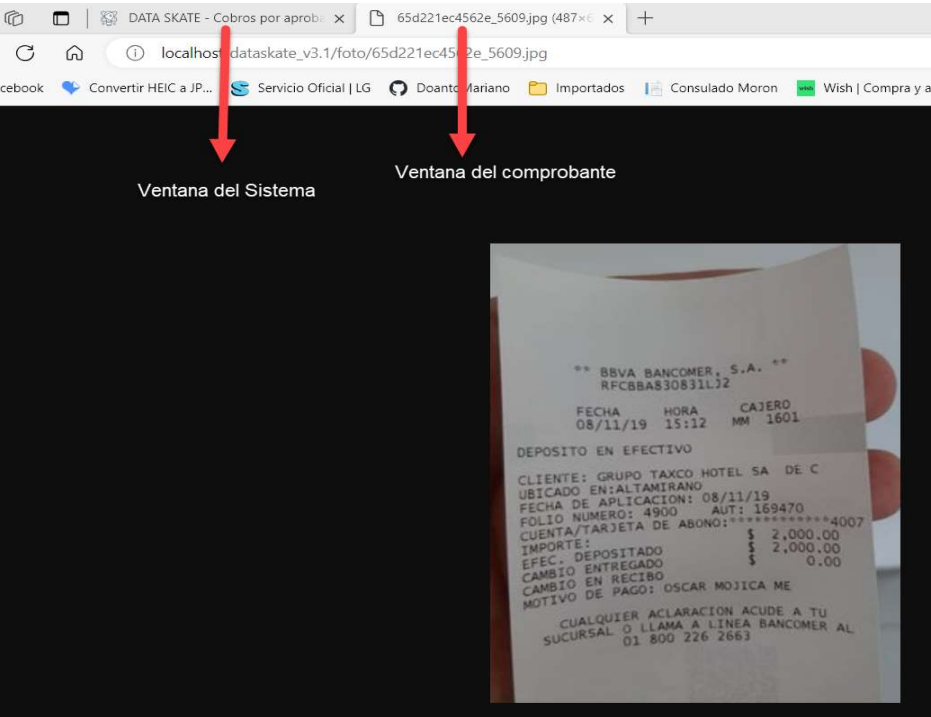 DATA SKATE - Cobros por aproba
65d221ec4562e_5609.jpg (487×6
localhost/dataskate_v3.1/foto/65d221ec4562e_5609.jpg
cebook Convertir HEIC a JP... Servicio Oficial | LG DoantoMariano Importados Consulado Moron Wish | Compra y a
Ventana del Sistema
Ventana del comprobante
** BBVA BANCOMER, S.A. **
RFCBBA830831LJ2
FECHA HORA CAJERO
08/11/19 15:12 MM 1601
DEPOSITO EN EFECTIVO
CLIENTE: GRUPO TAXCO HOTEL SA DE C
UBICADO EN:ALTAMIRANO
FECHA DE APLICACION: 08/11/19
FOLIO NUMERO: 4900 AUT: 169470
CUENTA/TARJETA DE ABONO:************4007
IMPORTE: $ 2,000.00
EFEC. DEPOSITADO $ 2,000.00
CAMBIO ENTREGADO $ 0.00
CAMBIO EN RECIBO
MOTIVO DE PAGO: OSCAR MOJICA ME
CUALQUIER ACLARACION ACUDE A TU
SUCURSAL O LLAMA A LINEA BANCOMER AL
01 800 226 2663